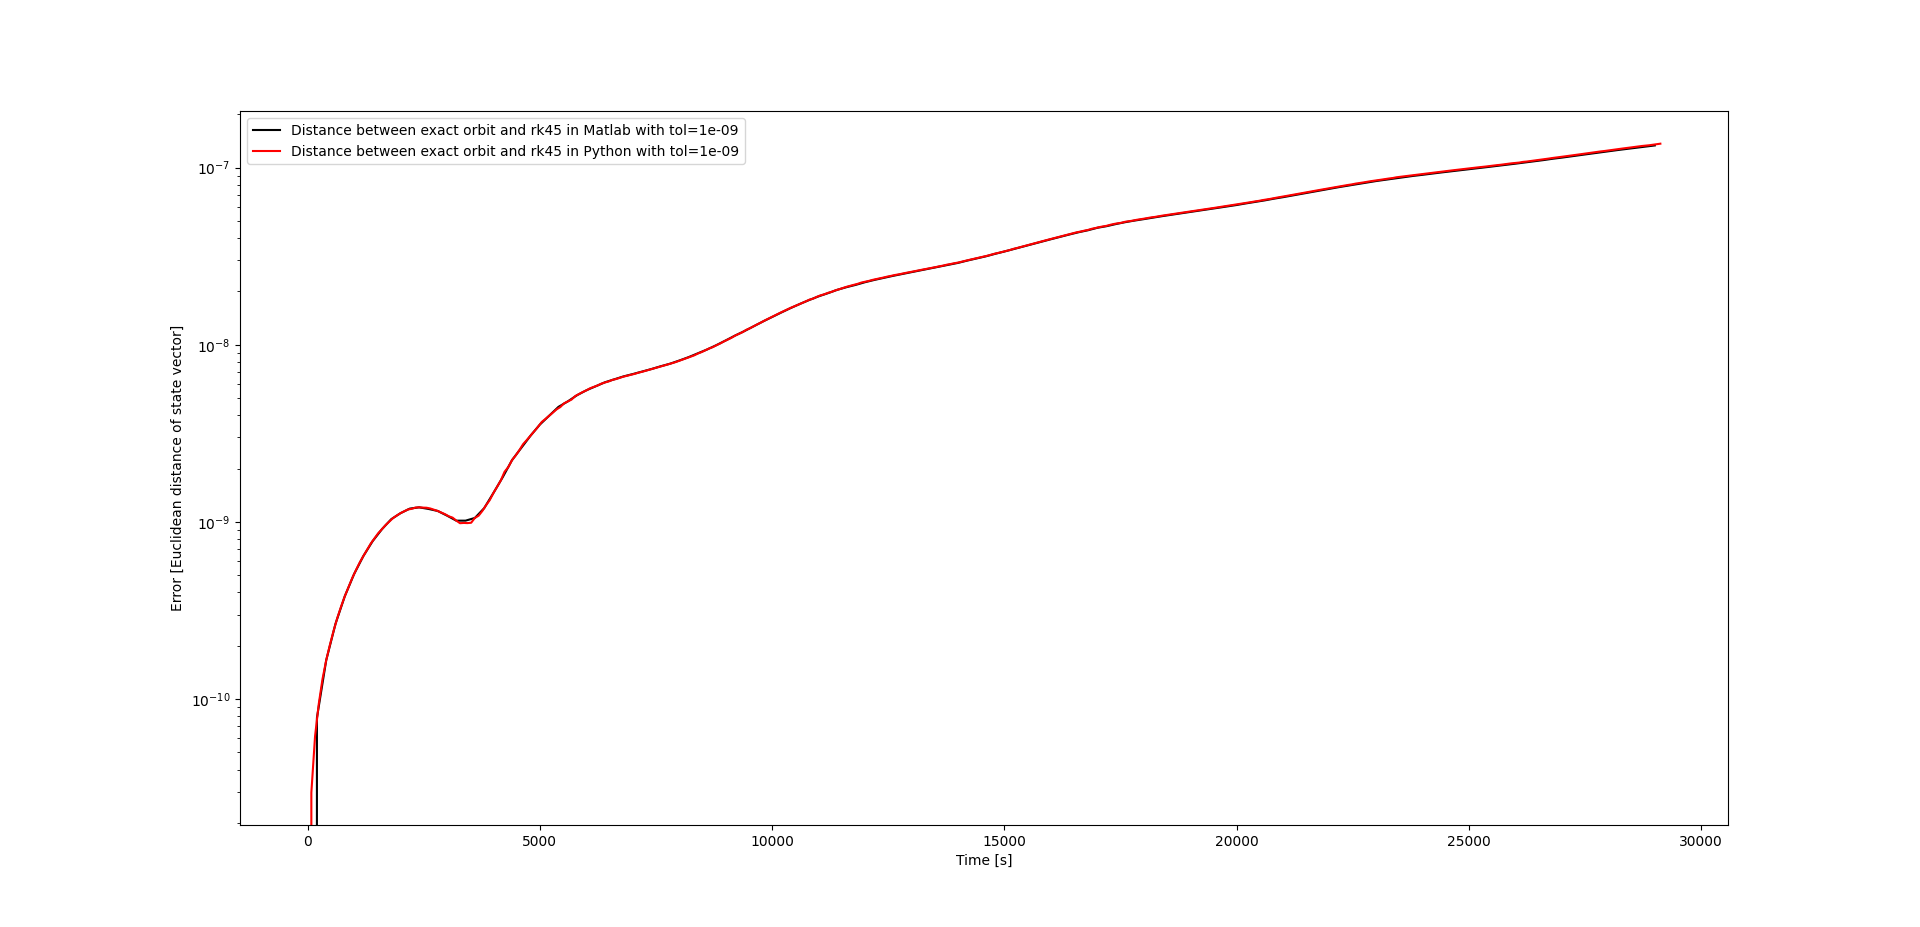 Distance between exact orbit and rk45 in Matlab with tol=1e-09
Distance between exact orbit and rk45 in Python with tol=1e-09
10⁻⁷
10⁻⁸
10⁻⁹
10⁻¹⁰
Error [Euclidean distance of state vector]
0 5000 10000 15000 20000 25000 30000
Time [s]